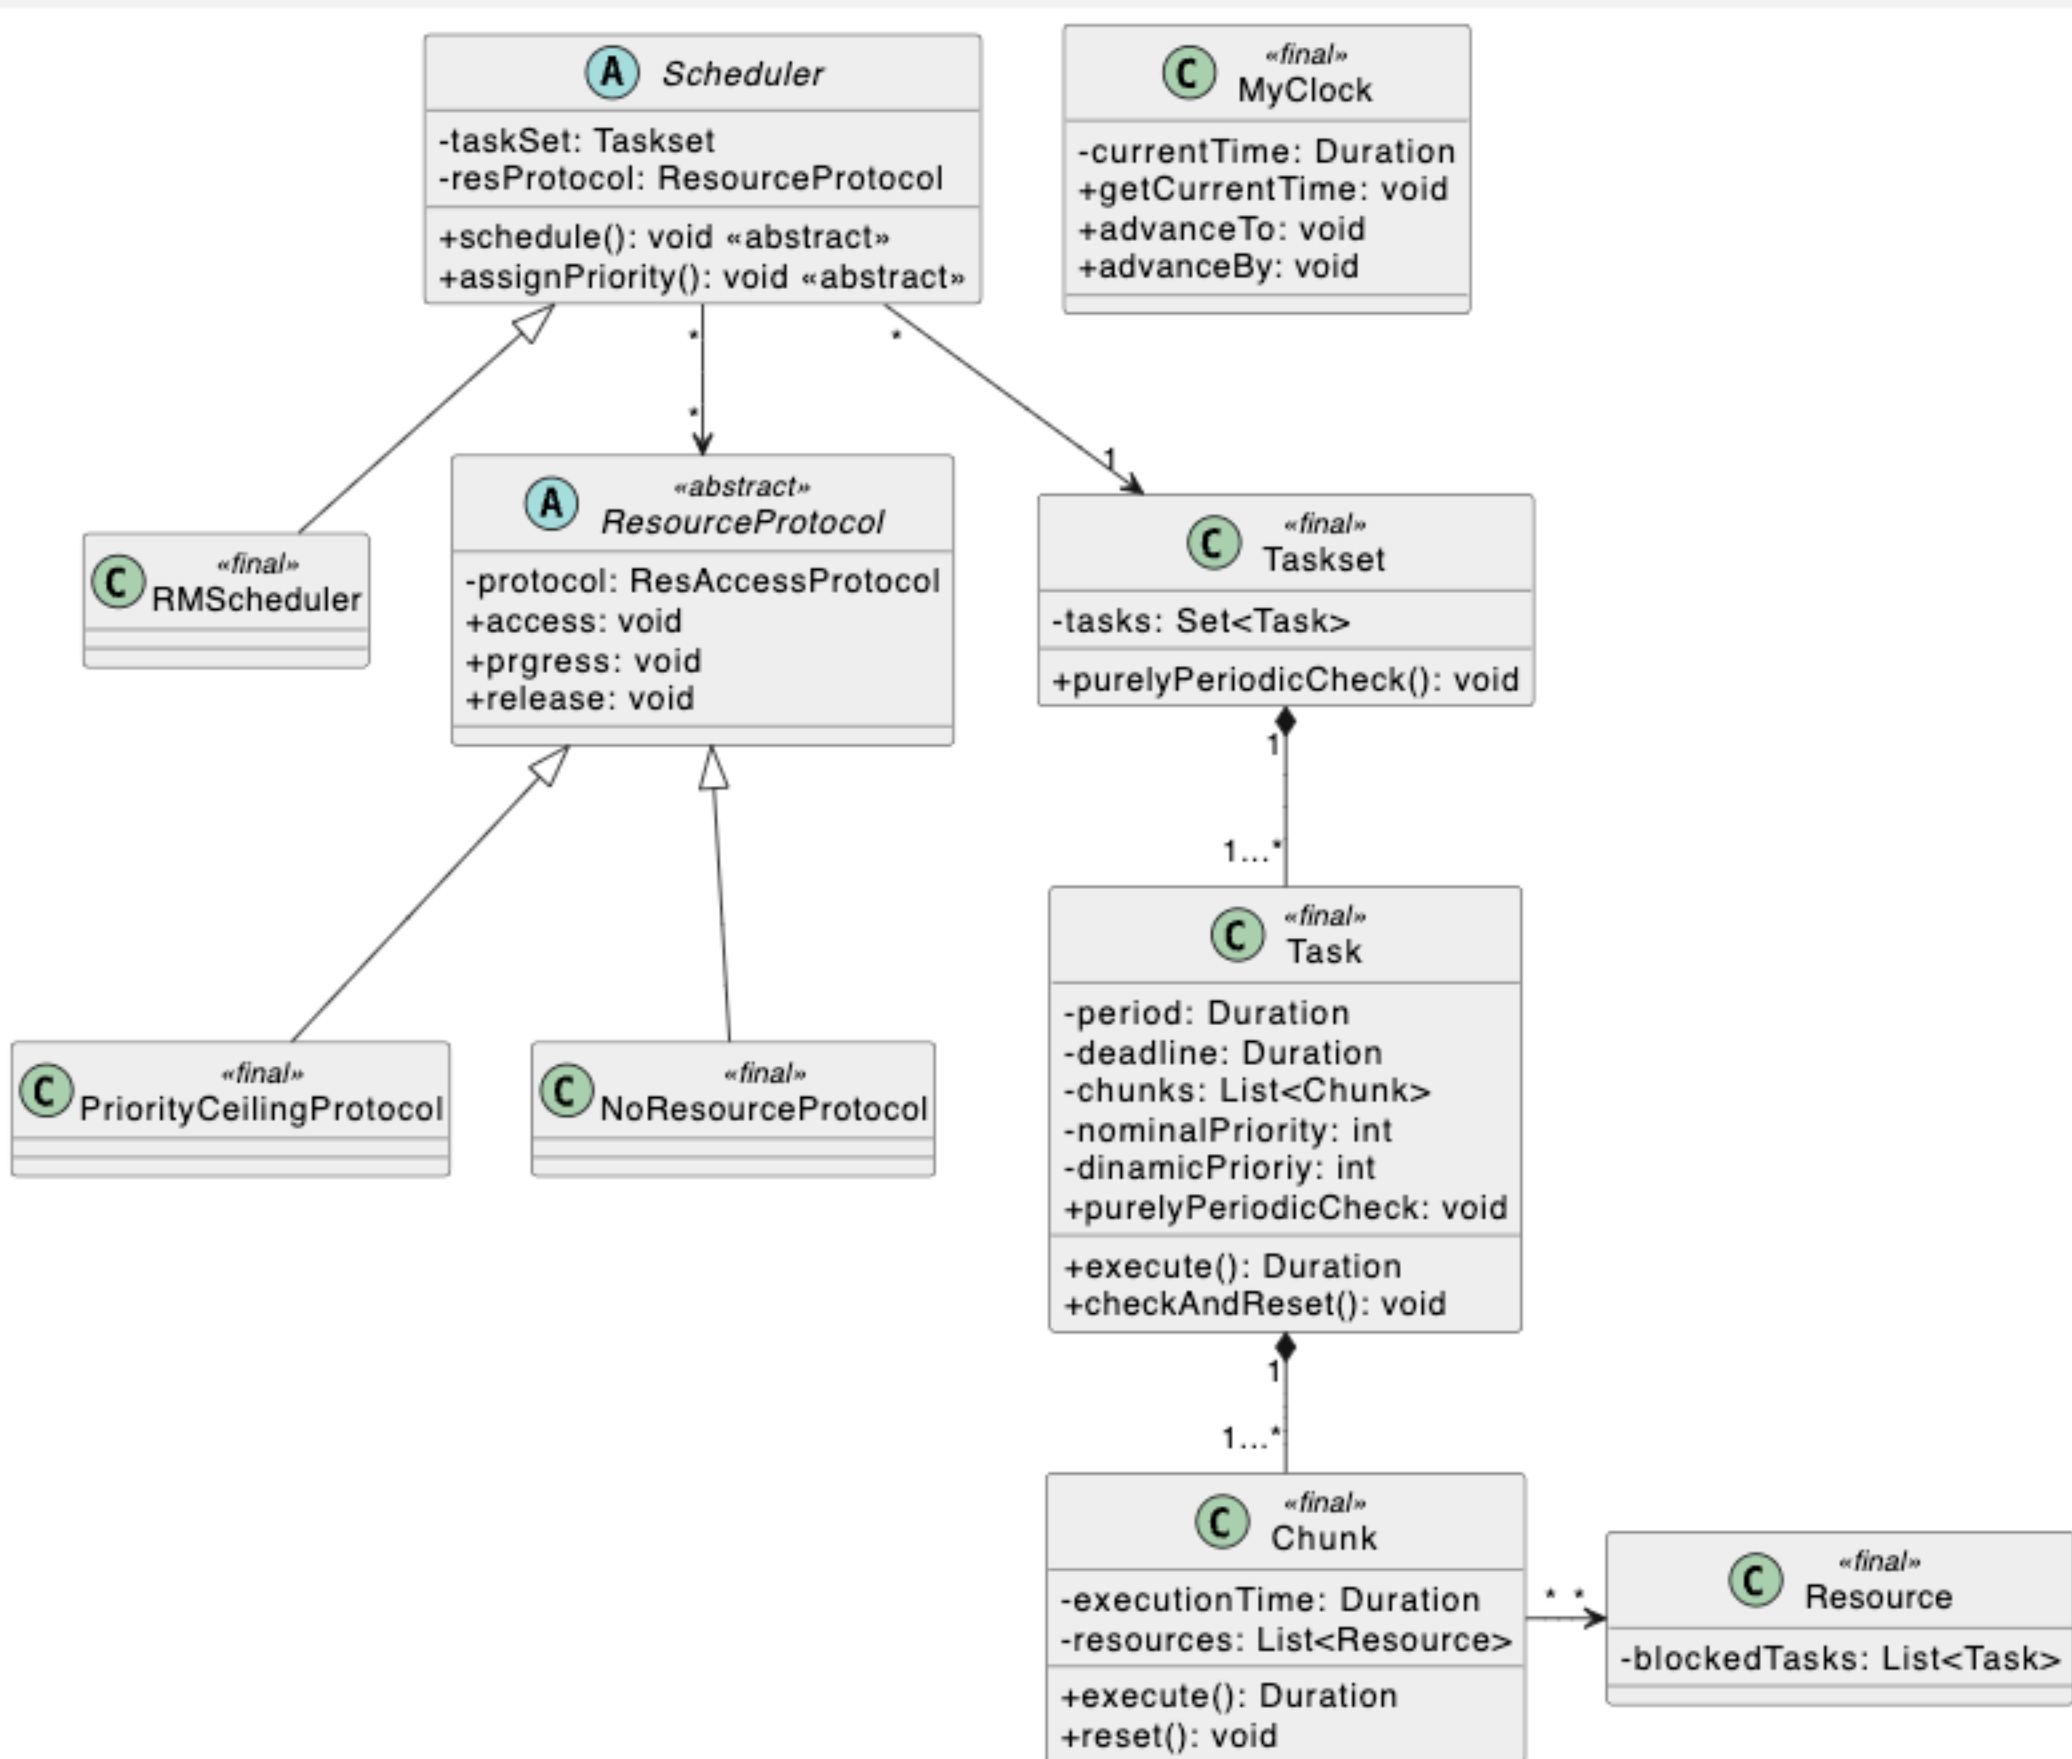 A Scheduler
-taskSet: Taskset
-resProtocol: ResourceProtocol
+schedule(): void «abstract»
+assignPriority(): void «abstract»
«final»
C MyClock
-currentTime: Duration
+getCurrentTime: void
+advanceTo: void
+advanceBy: void
*
*
*
1
«final»
C RMScheduler
«abstract»
A ResourceProtocol
-protocol: ResAccessProtocol
+access: void
+prgress: void
+release: void
«final»
C Taskset
-tasks: Set<Task>
+purelyPeriodicCheck(): void
1
1...*
«final»
C PriorityCeilingProtocol
«final»
C NoResourceProtocol
«final»
C Task
-period: Duration
-deadline: Duration
-chunks: List<Chunk>
-nominalPriority: int
-dinamicPrioriy: int
+purelyPeriodicCheck: void
+execute(): Duration
+checkAndReset(): void
1
1...*
«final»
C Chunk
-executionTime: Duration
-resources: List<Resource>
+execute(): Duration
+reset(): void
* *
«final»
C Resource
-blockedTasks: List<Task>